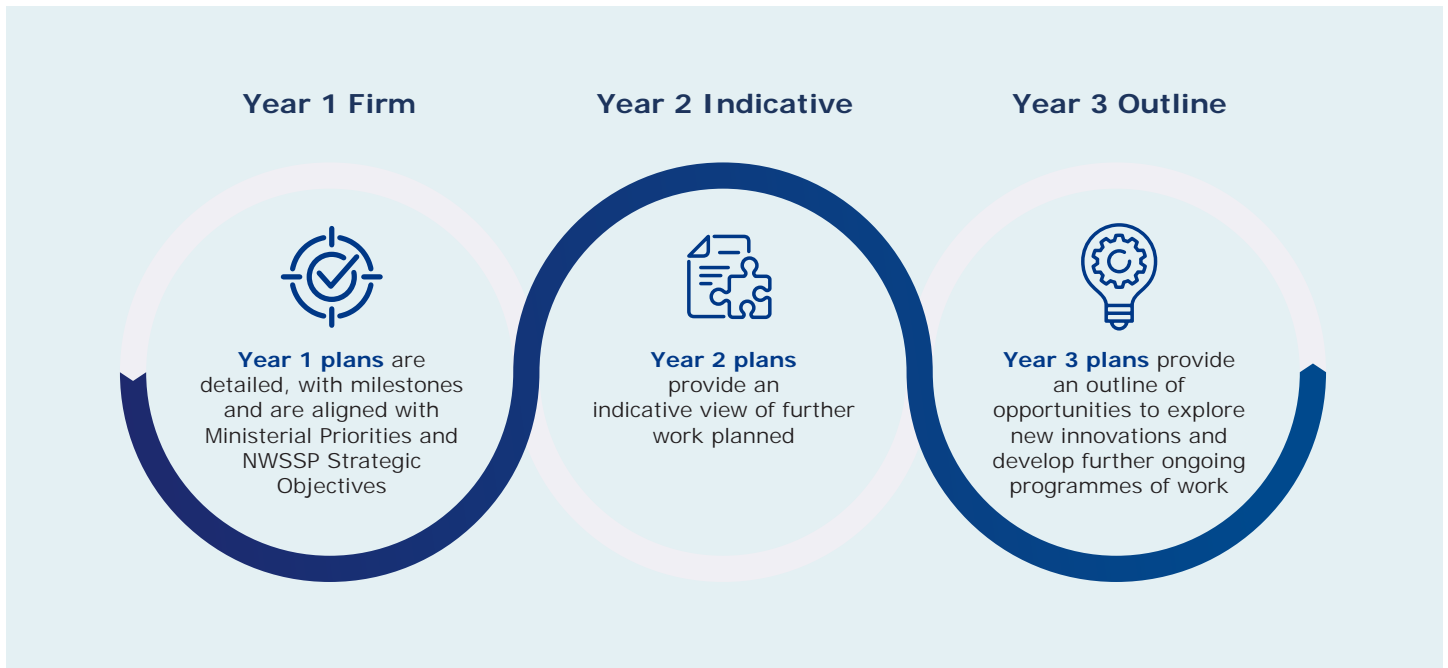 Year 1 Firm
Year 1 plans are
detailed, with milestones
and are aligned with
Ministerial Priorities and
NWSSP Strategic
Objectives
Year 2 Indicative
Year 2 plans
provide an
indicative view of further
work planned
Year 3 Outline
Year 3 plans provide
an outline of
opportunities to explore
new innovations and
develop further ongoing
programmes of work